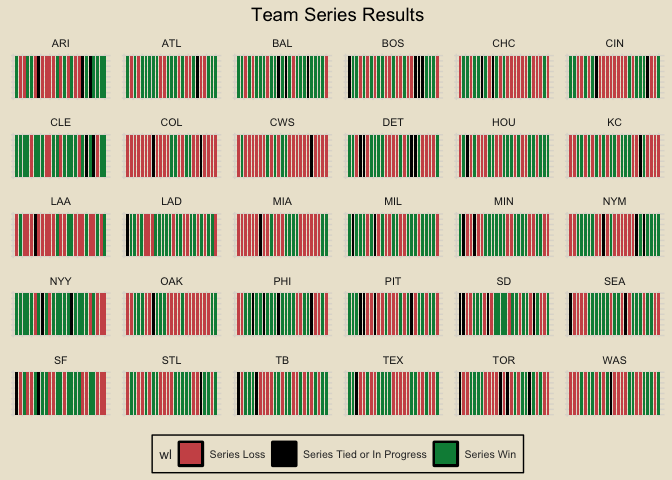 Team Series Results
ARI ATL BAL BOS CHC CIN
CLE COL CWS DET HOU KC
LAA LAD MIA MIL MIN NYM
NYY OAK PHI PIT SD SEA
SF STL TB TEX TOR WAS
wl Series Loss Series Tied or In Progress Series Win